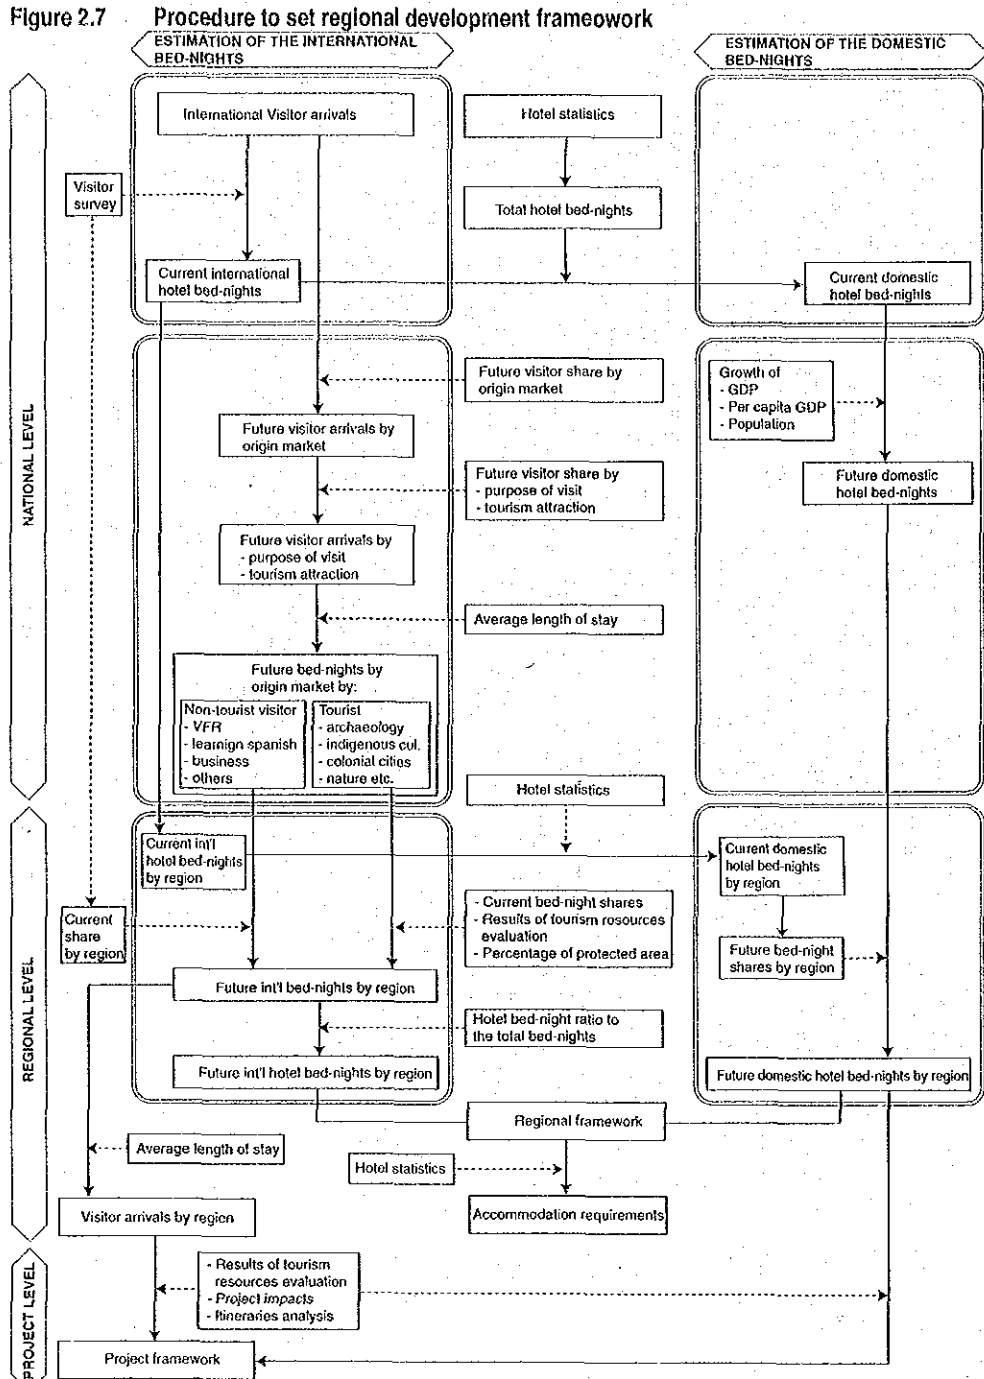 Figure 2.7 Procedure to set regional development frameowork
ESTIMATION OF THE INTERNATIONAL
BED-NIGHTS
ESTIMATION OF THE DOMESTIC
BED-NIGHTS
NATIONAL LEVEL
International Visitor arrivals
Hotel statistics
Visitor
survey
Total hotel bed-nights
Current international
hotel bed-nights
Current domestic
hotel bed-nights
Future visitor share by
origin market
Growth of
- GDP
- Per capita GDP
- Population
Future visitor arrivals by
origin market
Future visitor share by
- purpose of visit
- tourism attraction
Future domestic
hotel bed-nights
Future visitor arrivals by
- purpose of visit
- tourism attraction
Average length of stay
Future bed-nights by
origin market by:
Non-tourist visitor
- VFR
- learnign spanish
- business
- others
Tourist
- archaeology
- indigenous cul.
- colonial cities
- nature etc.
REGIONAL LEVEL
Hotel statistics
Current int'l
hotel bed-nights
by region
Current domestic
hotel bed-nights
by region
Current
share
by region
- Current bed-night shares
- Results of tourism resources
evaluation
- Percentage of protected area
Future bed-night
shares by region
Future int'l bed-nights by region
Hotel bed-night ratio to
the total bed-nights
Future int'l hotel bed-nights by region
Future domestic hotel bed-nights by region
Regional framework
Average length of stay
Hotel statistics
Visitor arrivals by region
Accommodation requirements
PROJECT LEVEL
- Results of tourism
resources evaluation
- Project impacts
- Itineraries analysis
Project framework